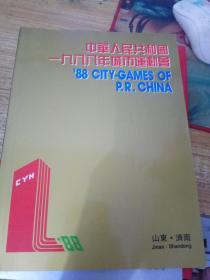 中華人民共和國
一九八八年城市運動會
'88 CITY-GAMES OF
P.R. CHINA
CYH
'88
山東·濟南
Jinan·Shandong